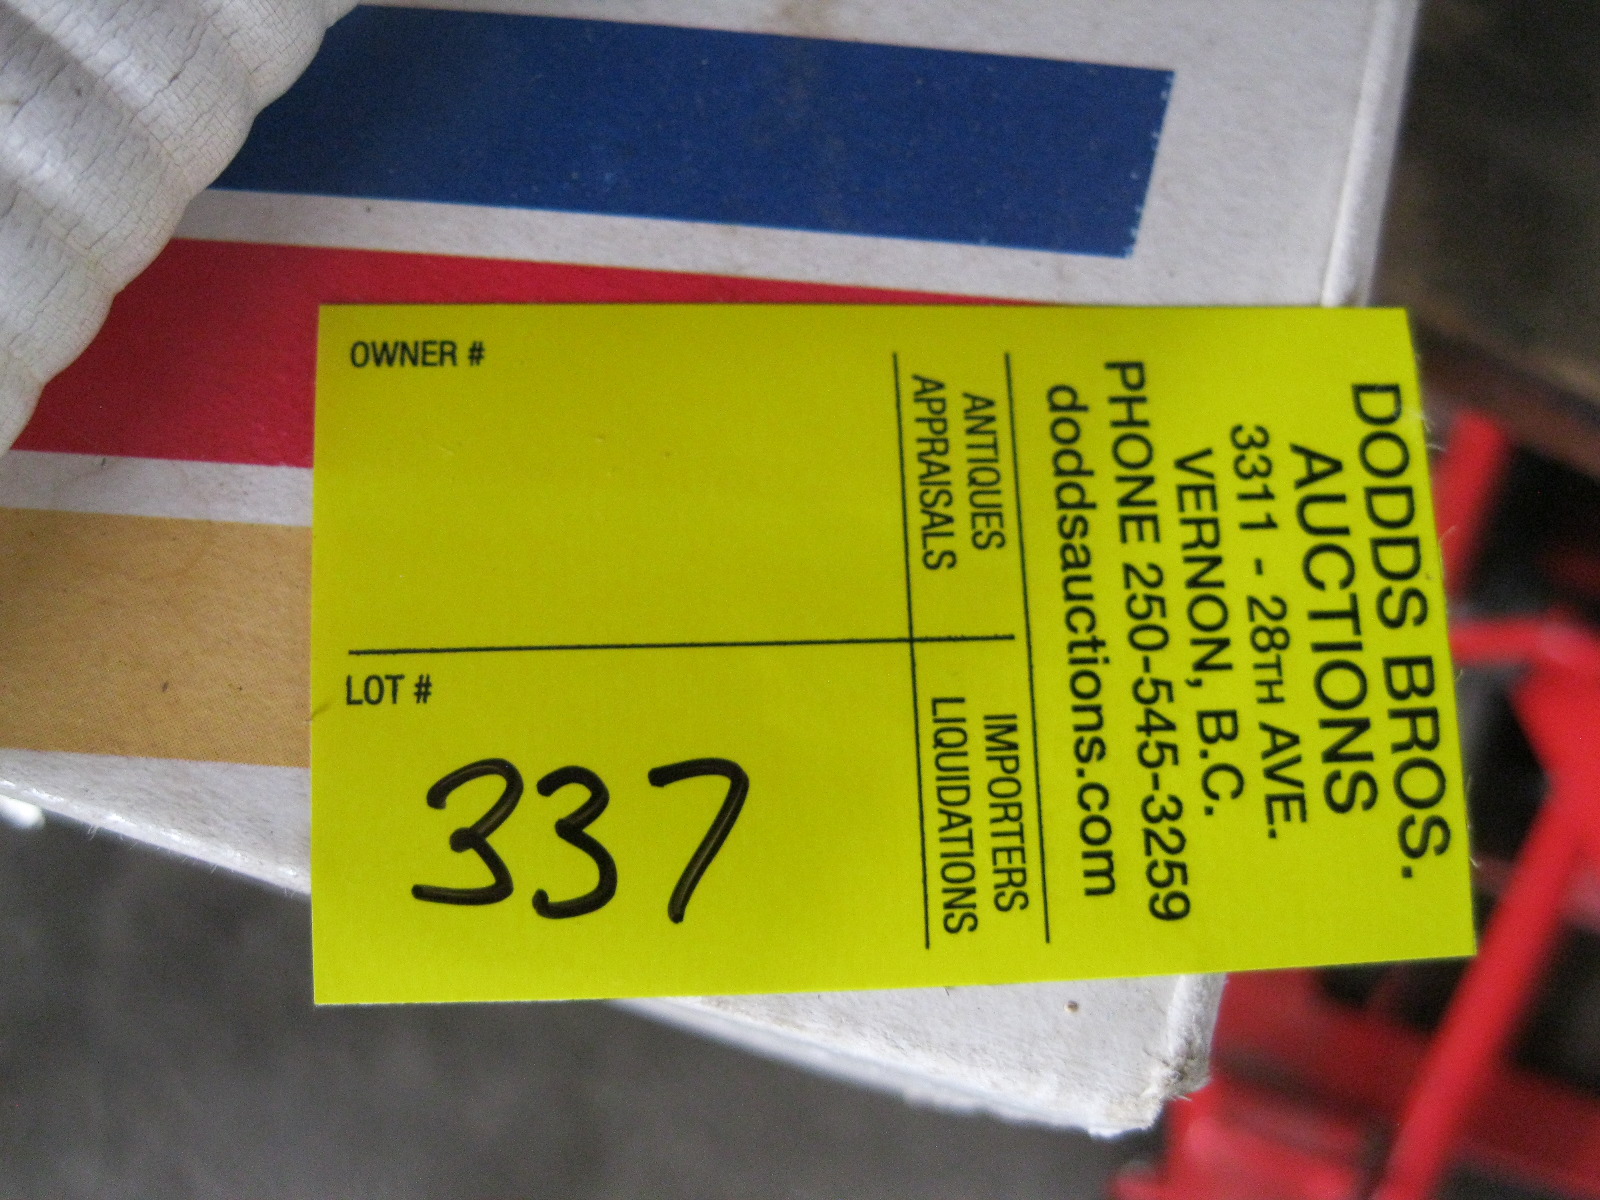 DODDS BROS.
AUCTIONS
3311 - 28TH AVE.
VERNON, B.C.
PHONE 250-545-3259
doddsauctions.com
ANTIQUES
APPRAISALS
IMPORTERS
LIQUIDATIONS
OWNER #
LOT #
337